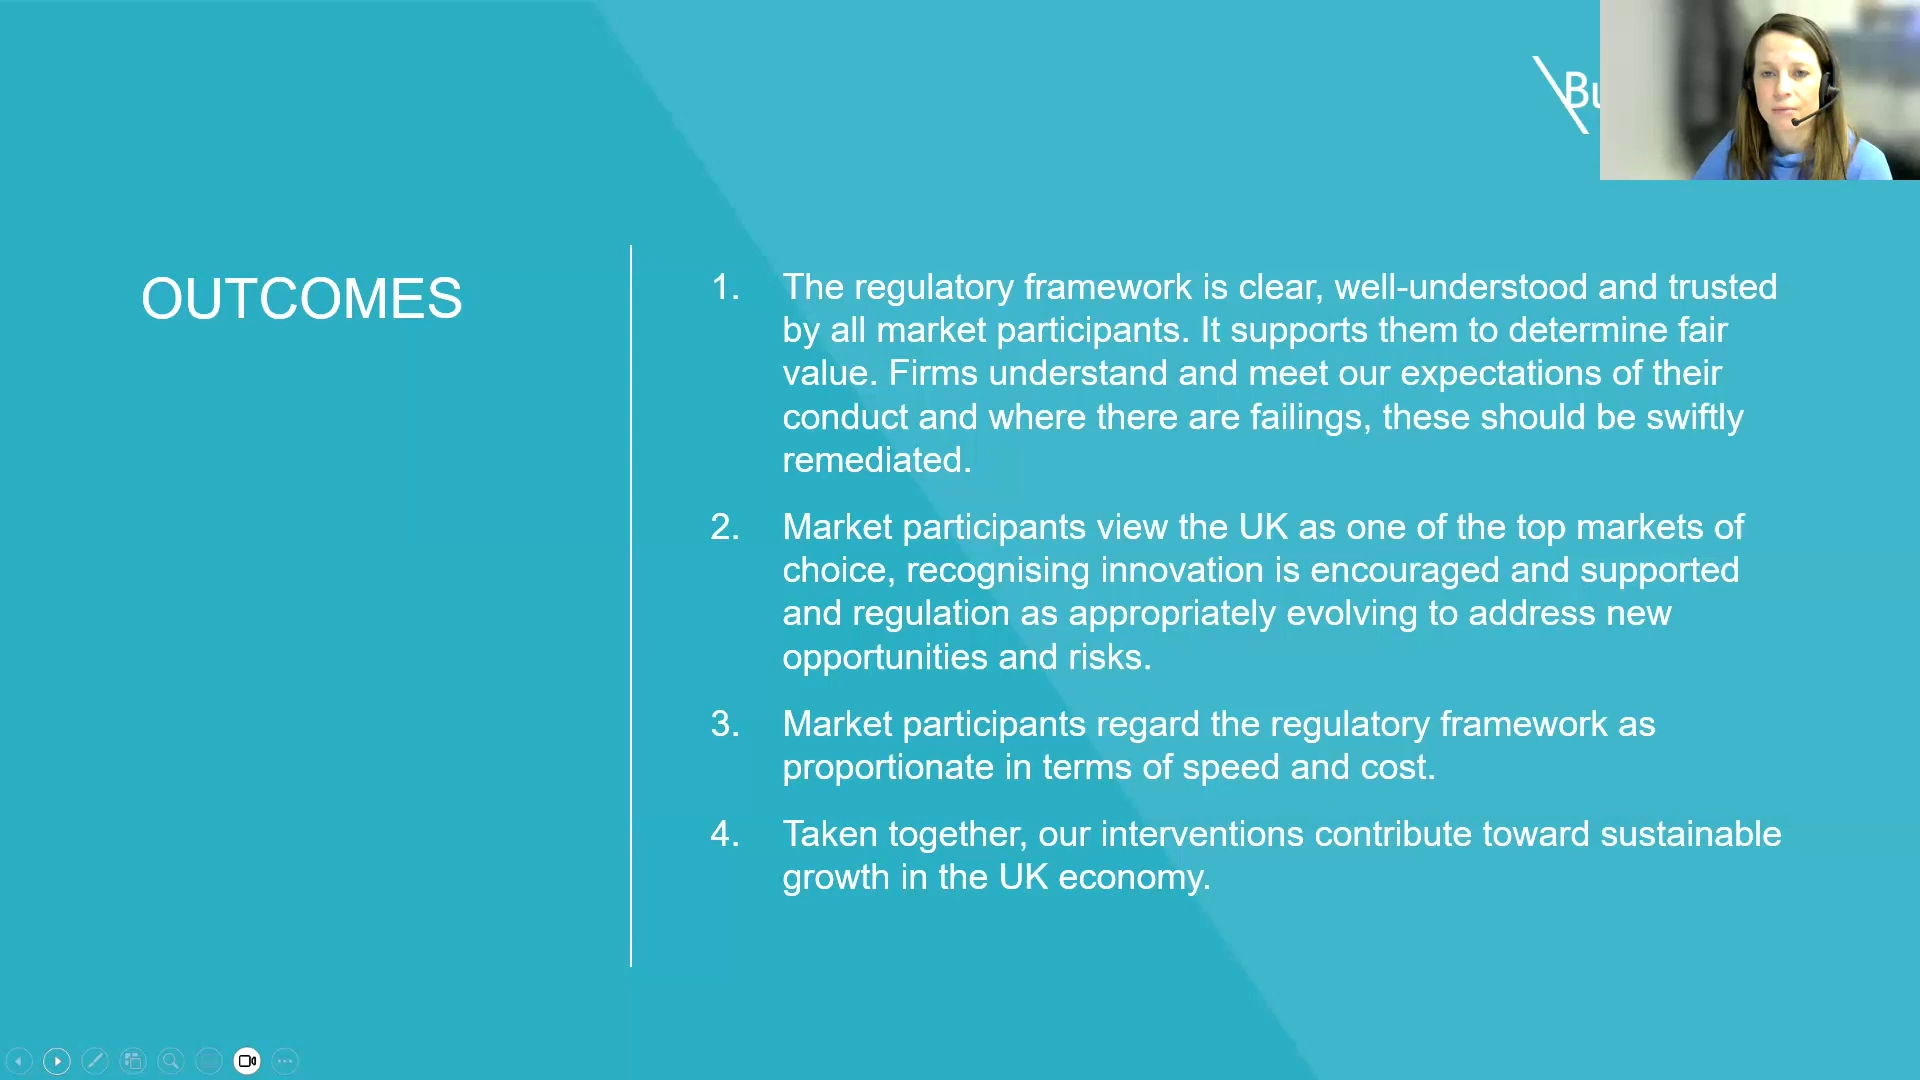 Bu
OUTCOMES
1. The regulatory framework is clear, well-understood and trusted
by all market participants. It supports them to determine fair
value. Firms understand and meet our expectations of their
conduct and where there are failings, these should be swiftly
remediated.
2. Market participants view the UK as one of the top markets of
choice, recognising innovation is encouraged and supported
and regulation as appropriately evolving to address new
opportunities and risks.
3. Market participants regard the regulatory framework as
proportionate in terms of speed and cost.
4. Taken together, our interventions contribute toward sustainable
growth in the UK economy.